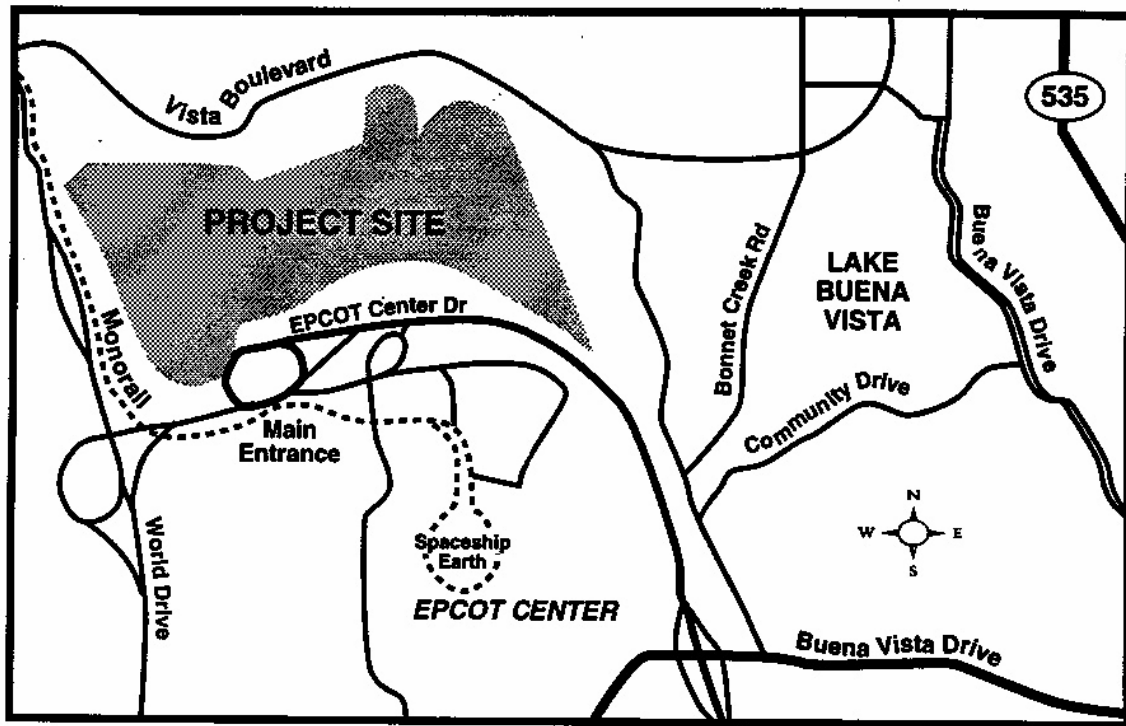 Vista Boulevard
535
PROJECT SITE
Buena Vista Drive
LAKE
BUENA
VISTA
Bonnet Creek Rd
EPCOT Center Dr
Monorail
Community Drive
Main
Entrance
N
W E
S
World Drive
Spaceship
Earth
EPCOT CENTER
Buena Vista Drive